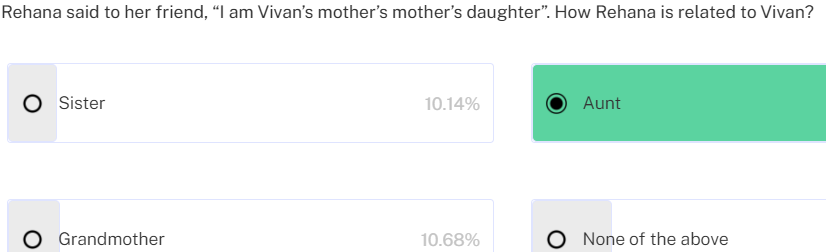 Rehana said to her friend, “I am Vivan’s mother’s mother’s daughter”. How Rehana is related to Vivan?
Sister 10.14% Aunt
Grandmother 10.68% None of the above